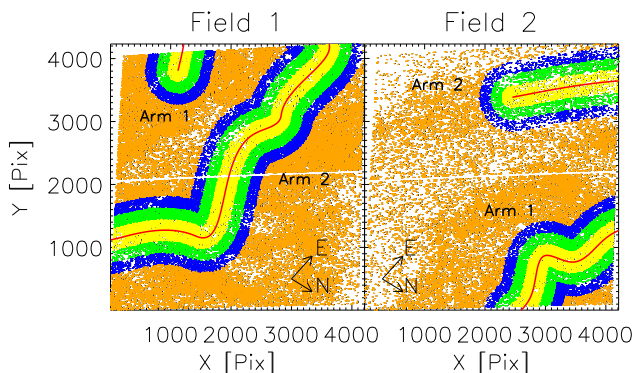 Field 1
Field 2
Y [Pix]
4000
3000
2000
1000
Arm 1
Arm 2
E
N
Arm 2
Arm 1
E
N
1000 2000 3000 4000
1000 2000 3000 4000
X [Pix]
X [Pix]